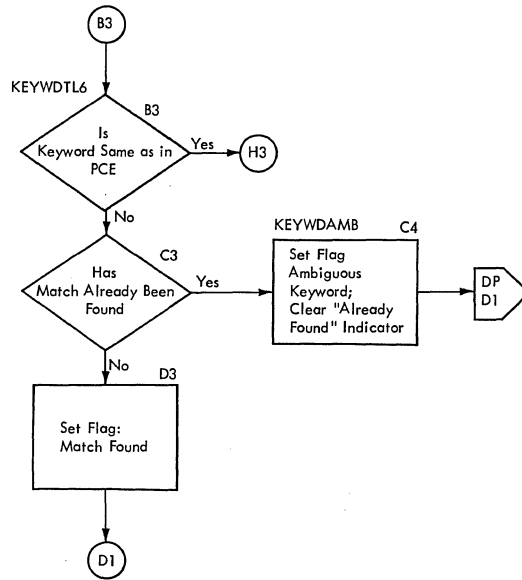 B3
KEYWDTL6
B3
Is
Keyword Same as in
PCE
Yes
H3
No
C3
Has
Match Already Been
Found
Yes
KEYWDAMB
C4
Set Flag
Ambiguous
Keyword;
Clear "Already
Found" Indicator
DP
D1
No
D3
Set Flag:
Match Found
D1